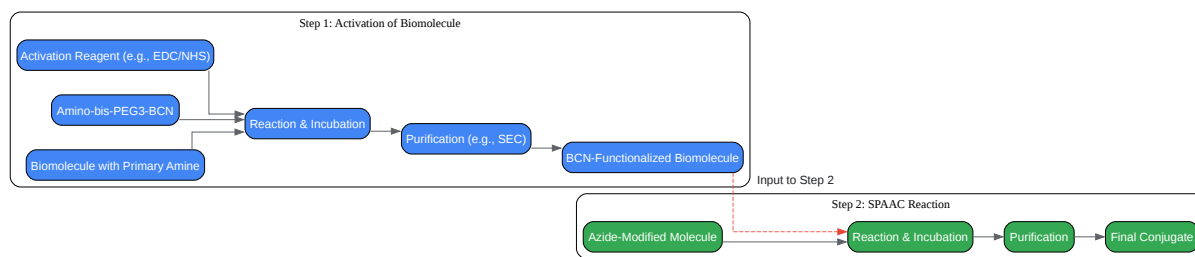 Step 1: Activation of Biomolecule
Activation Reagent (e.g., EDC/NHS)
Amino-bis-PEG3-BCN
Biomolecule with Primary Amine
Reaction & Incubation
Purification (e.g., SEC)
BCN-Functionalized Biomolecule
Input to Step 2
Step 2: SPAAC Reaction
Azide-Modified Molecule
Reaction & Incubation
Purification
Final Conjugate